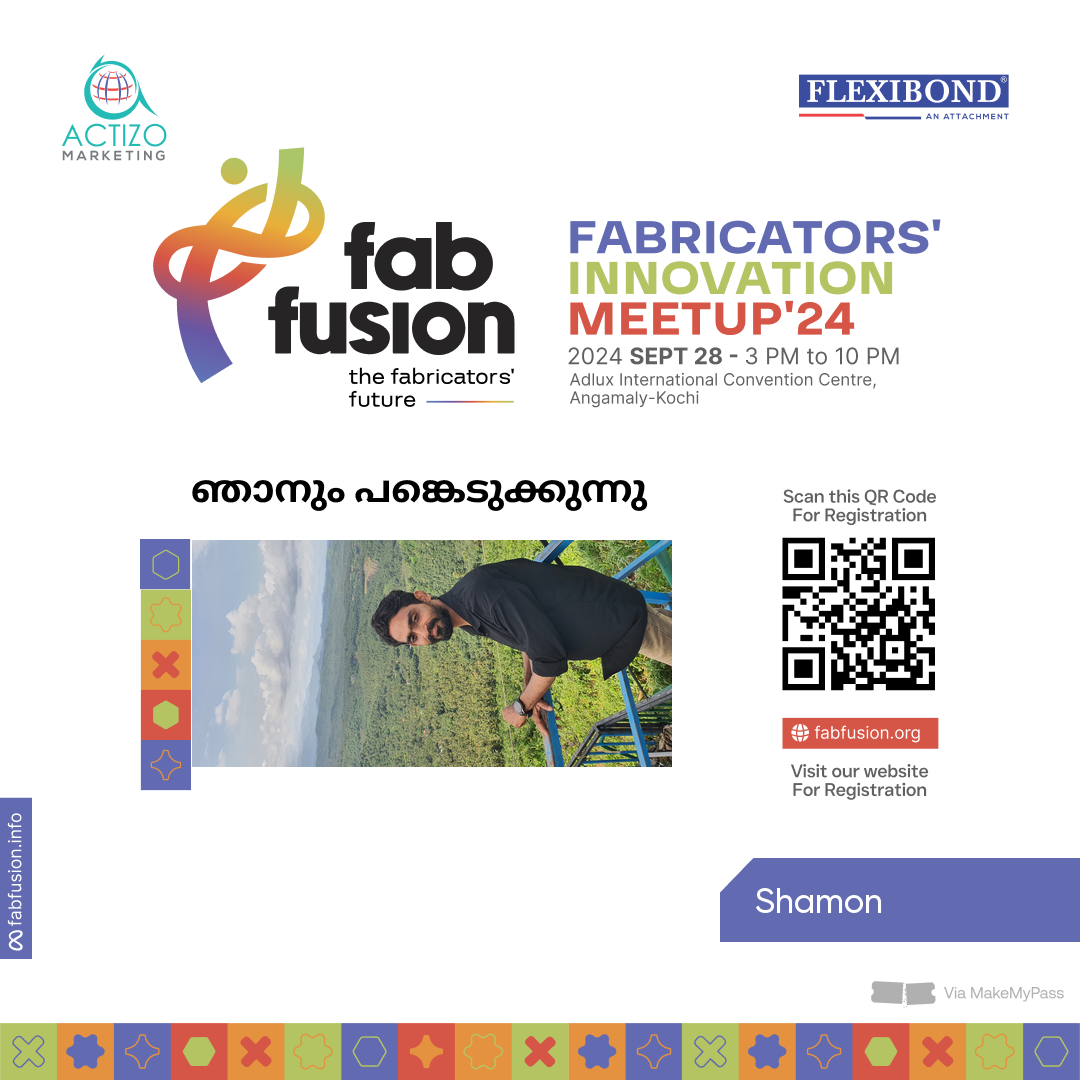 ACTIZO
MARKETING
FLEXIBOND®
AN ATTACHMENT
fab
fusion
the fabricators'
future
FABRICATORS'
INNOVATION
MEETUP'24
2024 SEPT 28 - 3 PM to 10 PM
Adlux International Convention Centre,
Angamaly-Kochi
ഞാനും പങ്കെടുക്കുന്നു
Scan this QR Code
For Registration
fabfusion.org
Visit our website
For Registration
fabfusion.info
Shamon
Via MakeMyPass